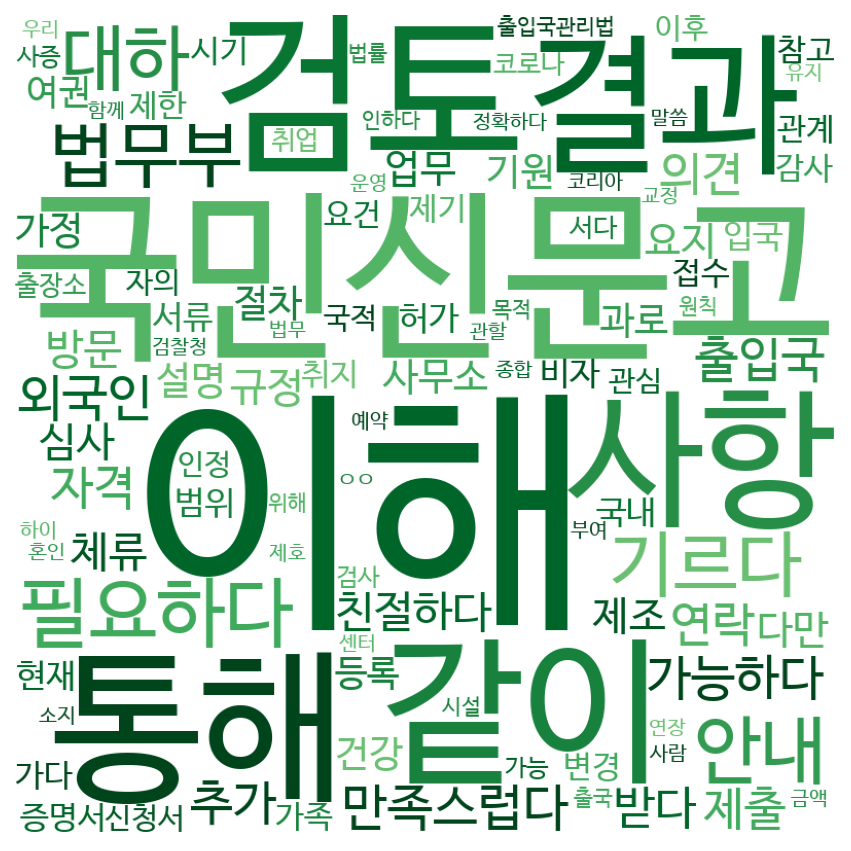 우리
대하
시기
검토결과
법률
출입국관리법
이후
참고
사증
코로나
유지
여권
함께
제한
취업
인하다
정확하다
말씀
관계
법무부
업무
기원
코리아
의견
감사
운영
교정
국민신문고
가정
요건
제기
서다
요지
입국
출장소
자의
절차
국적
허가
목적
접수
원칙
서류
법무
관할
과로
방문
검찰청
설명
규정
취지
사무소
종합
비자
관심
출입국
외국인
이해
예약
사항
심사
인정
자격
범위
위해
ㅇㅇ
국내
하이
혼인
체류
제호
부여
기르다
필요하다
검사
친절하다
제조
연락
다만
센터
현재
통해
등록
같이
가능하다
소지
시설
연장
안내
가다
건강
가능
변경
사람
증명서
신청서
추가
가족
만족스럽다
출국
받다
제출
금액